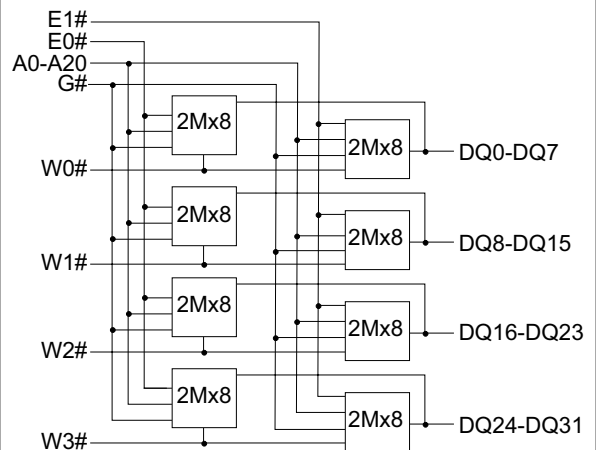 E1#
E0#
A0-A20
G#
2Mx8
2Mx8
W0#
DQ0-DQ7
2Mx8
2Mx8
W1#
DQ8-DQ15
2Mx8
2Mx8
W2#
DQ16-DQ23
2Mx8
2Mx8
W3#
DQ24-DQ31